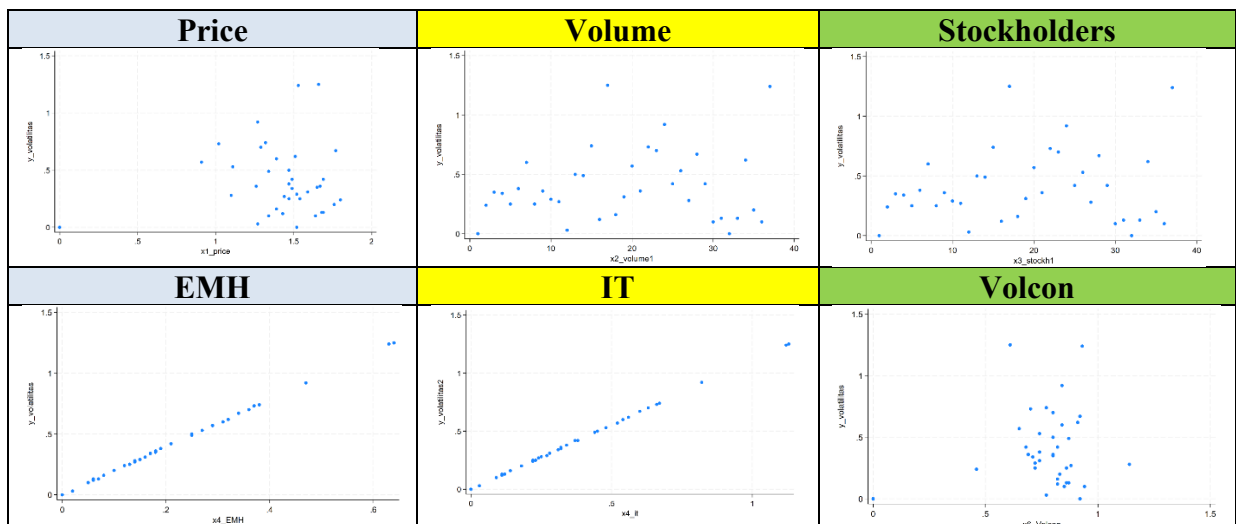 Price
Volume
Stockholders
y_volatilitas
1.5
1
.5
0
0
.5
1
1.5
2
x1_price
y_volatilitas
1.5
1
.5
0
0
10
20
30
40
x2_volume1
y_volatilitas
1.5
1
.5
0
0
10
20
30
40
x3_stockh1
EMH
IT
Volcon
y_volatilitas
1.5
1
.5
0
0
.2
.4
.6
x4_EMH
y_volatilitas2
1.5
1
.5
0
0
.5
1
x4_it
y_volatilitas
1.5
1
.5
0
0
.5
1
1.5